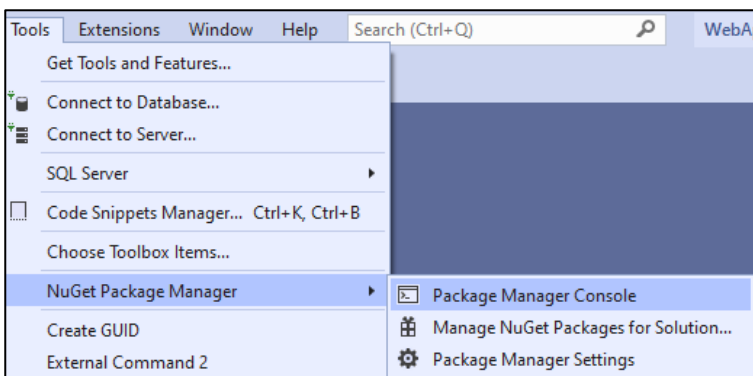 Tools Extensions Window Help Search (Ctrl+Q) WebA
Get Tools and Features...
Connect to Database...
Connect to Server...
SQL Server
Code Snippets Manager... Ctrl+K, Ctrl+B
Choose Toolbox Items...
NuGet Package Manager
Package Manager Console
Create GUID
Manage NuGet Packages for Solution...
External Command 2
Package Manager Settings